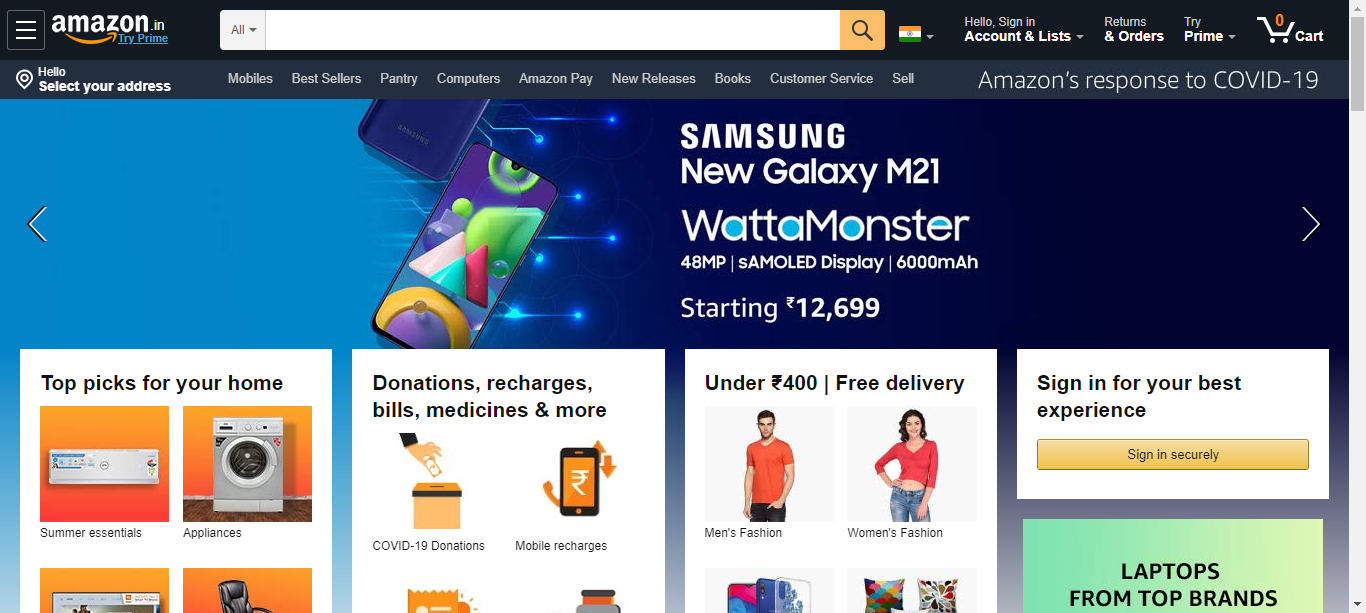 amazon.in
Try Prime
All
Hello, Sign in
Account & Lists
Returns
& Orders
Try
Prime
0
Cart
Hello
Select your address
Mobiles
Best Sellers
Pantry
Computers
Amazon Pay
New Releases
Books
Customer Service
Sell
Amazon's response to COVID-19
SAMSUNG
SAMSUNG
New Galaxy M21
WattaMonster
48MP | sAMOLED Display | 6000mAh
Starting ₹12,699
Top picks for your home
Summer essentials
Appliances
Donations, recharges,
bills, medicines & more
COVID-19 Donations
Mobile recharges
Under ₹400 | Free delivery
Men's Fashion
Women's Fashion
Sign in for your best
experience
Sign in securely
LAPTOPS
FROM TOP BRANDS